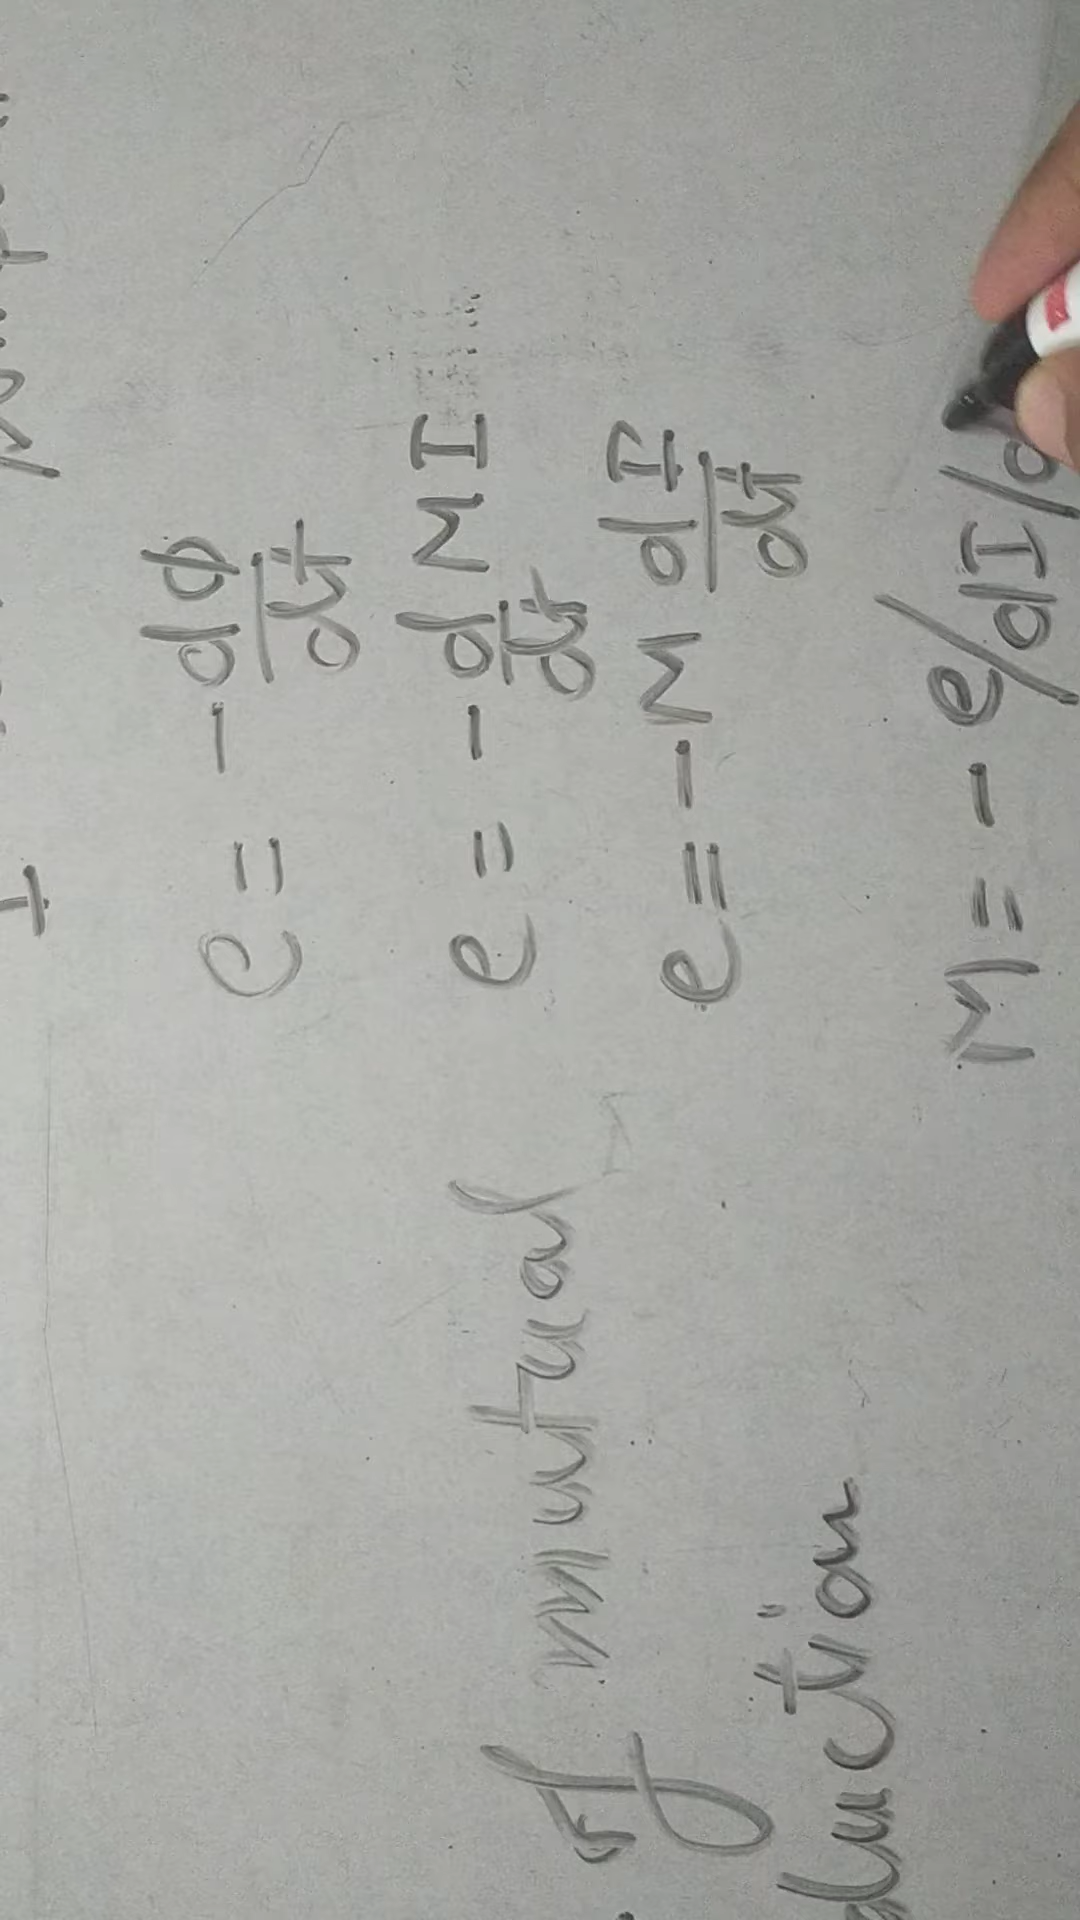 I
e = - dϕ/dt
e = - d/dt MI
e = - M dI/dt
M = - e/dI/d
of mutual
duction